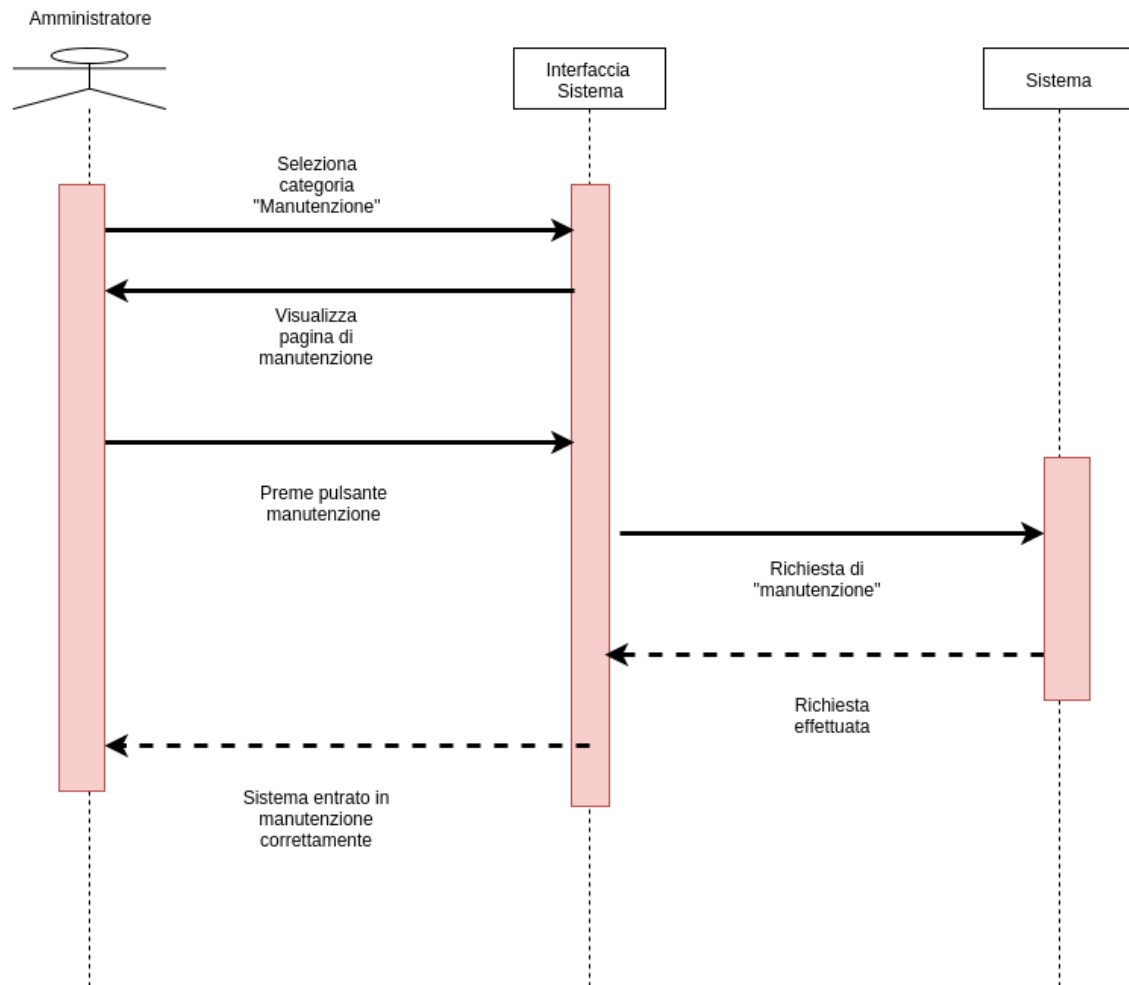 Amministratore
Interfaccia
Sistema
Sistema
Seleziona
categoria
"Manutenzione"
Visualizza
pagina di
manutenzione
Preme pulsante
manutenzione
Richiesta di
"manutenzione"
Richiesta
effettuata
Sistema entrato in
manutenzione
correttamente